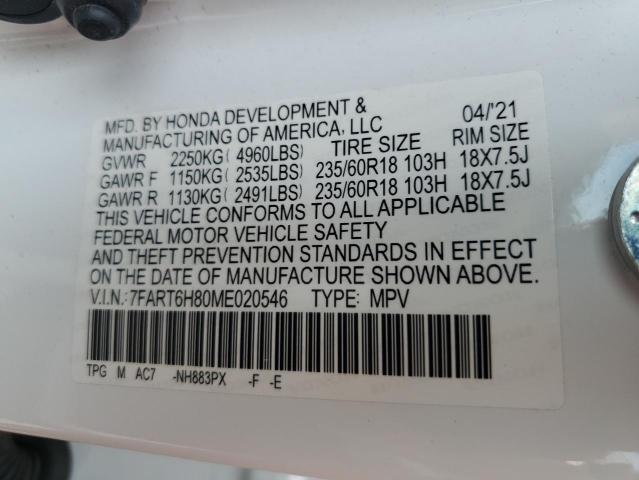 MFD. BY HONDA DEVELOPMENT & 04/'21
MANUFACTURING OF AMERICA, LLC
TIRE SIZE RIM SIZE
GVWR 2250KG( 4960LBS)
GAWR F 1150KG( 2535LBS) 235/60R18 103H 18X7.5J
GAWR R 1130KG( 2491LBS) 235/60R18 103H 18X7.5J
THIS VEHICLE CONFORMS TO ALL APPLICABLE
FEDERAL MOTOR VEHICLE SAFETY
AND THEFT PREVENTION STANDARDS IN EFFECT
ON THE DATE OF MANUFACTURE SHOWN ABOVE.
V.I.N.:7FART6H80ME020546 TYPE: MPV
TPG M AC7 -NH883PX -F -E